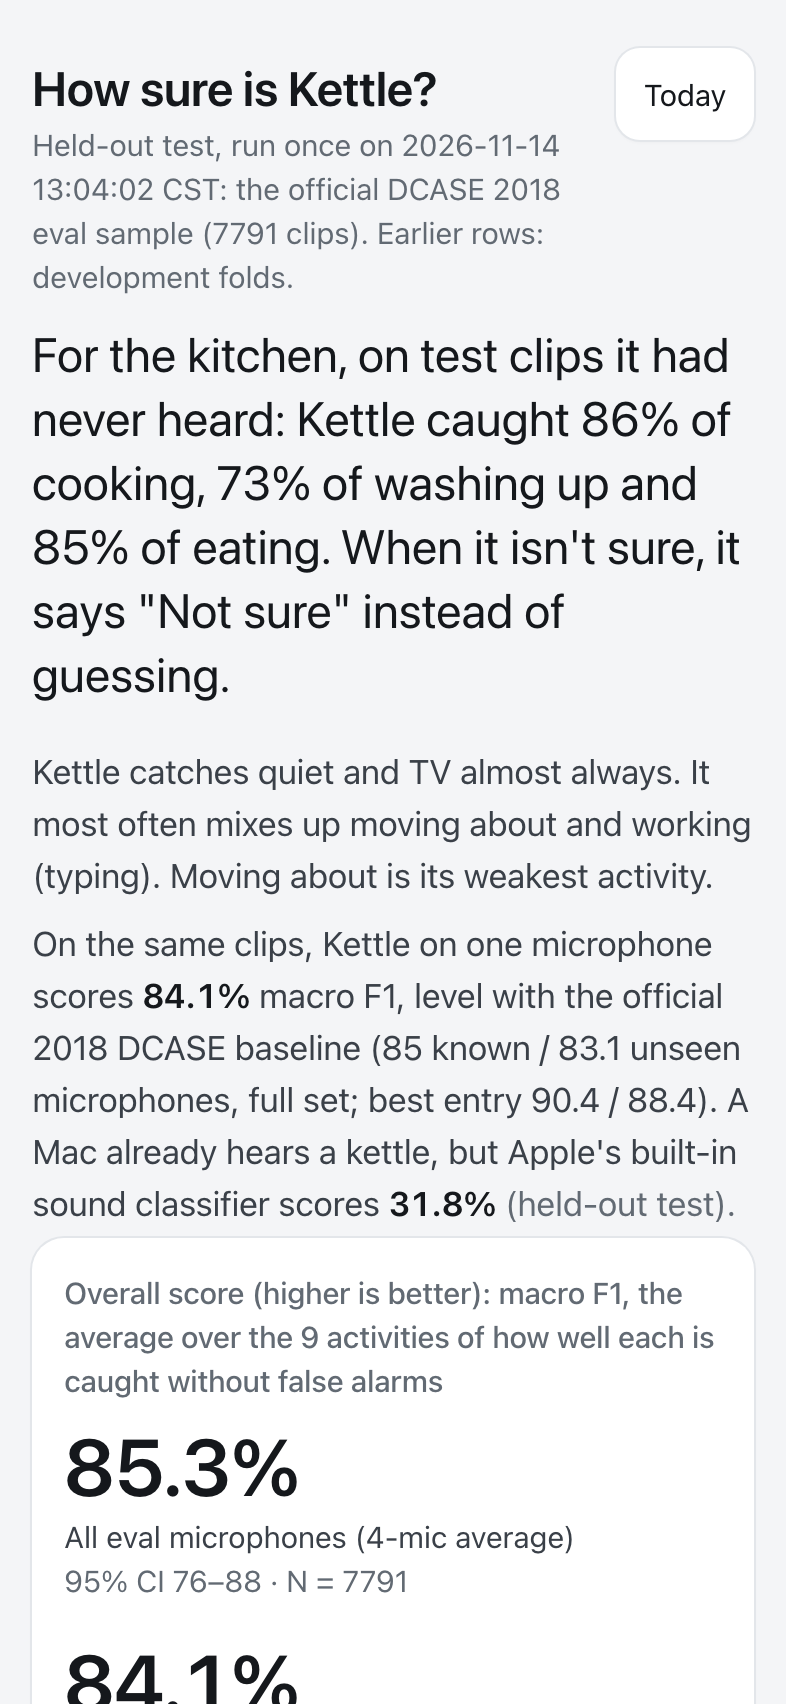 How sure is Kettle?
Today
Held-out test, run once on 2026-11-14
13:04:02 CST: the official DCASE 2018
eval sample (7791 clips). Earlier rows:
development folds.
For the kitchen, on test clips it had
never heard: Kettle caught 86% of
cooking, 73% of washing up and
85% of eating. When it isn't sure, it
says "Not sure" instead of
guessing.
Kettle catches quiet and TV almost always. It
most often mixes up moving about and working
(typing). Moving about is its weakest activity.
On the same clips, Kettle on one microphone
scores 84.1% macro F1, level with the official
2018 DCASE baseline (85 known / 83.1 unseen
microphones, full set; best entry 90.4 / 88.4). A
Mac already hears a kettle, but Apple's built-in
sound classifier scores 31.8% (held-out test).
Overall score (higher is better): macro F1, the
average over the 9 activities of how well each is
caught without false alarms
85.3%
All eval microphones (4-mic average)
95% CI 76–88 · N = 7791
84.1%